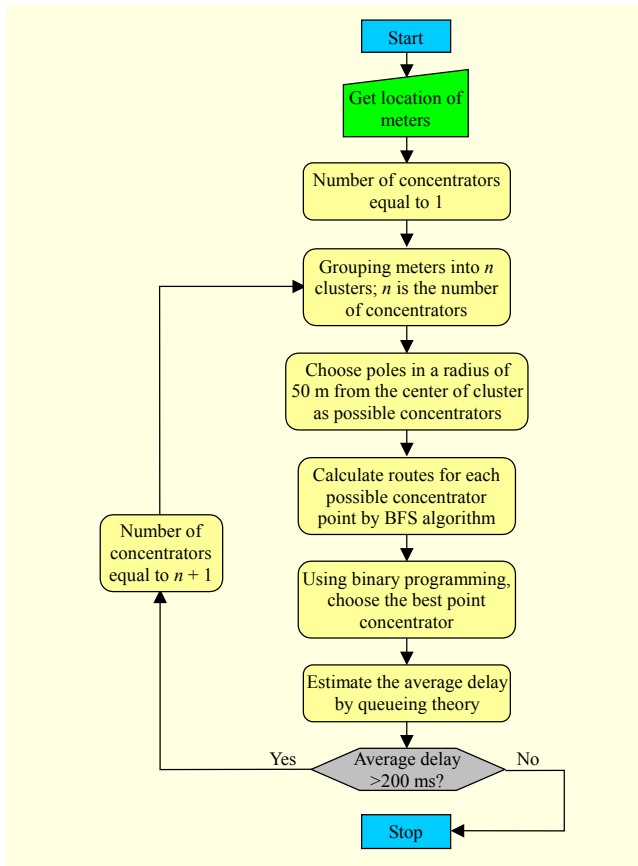 Start
Get location of
meters
Number of concentrators
equal to 1
Grouping meters into n
clusters; n is the number
of concentrators
Choose poles in a radius of
50 m from the center of cluster
as possible concentrators
Calculate routes for each
possible concentrator
point by BFS algorithm
Number of
concentrators
equal to n + 1
Using binary programming,
choose the best point
concentrator
Estimate the average delay
by queueing theory
Yes
Average delay
>200 ms?
No
Stop